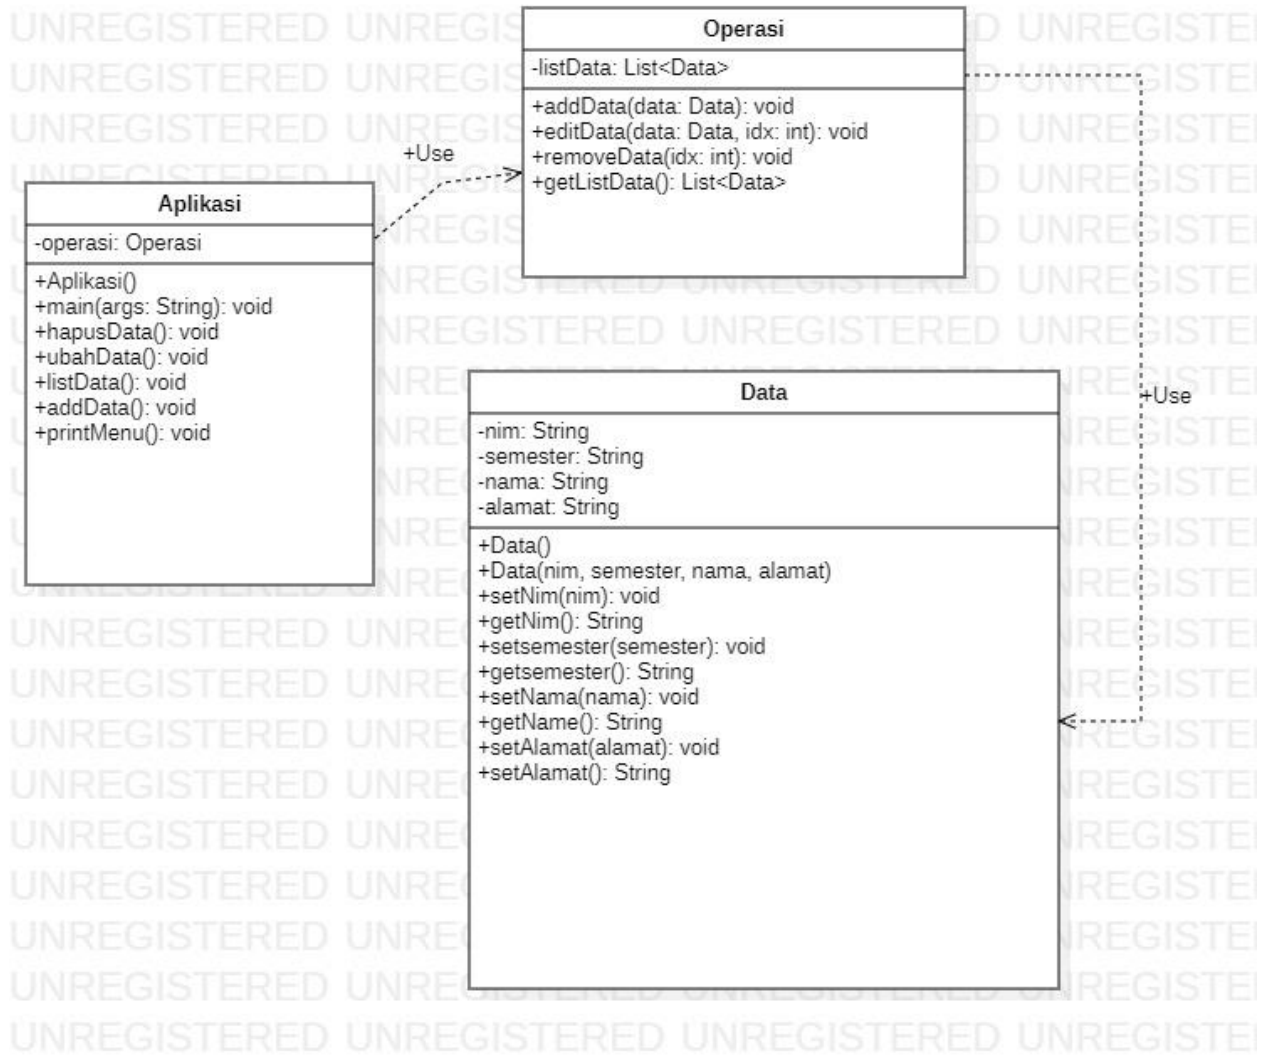 Operasi
-listData: List<Data>
+addData(data: Data): void
+editData(data: Data, idx: int): void
+removeData(idx: int): void
+getListData(): List<Data>
+Use
Aplikasi
-operasi: Operasi
+Aplikasi()
+main(args: String): void
+hapusData(): void
+ubahData(): void
+listData(): void
+addData(): void
+printMenu(): void
+Use
Data
-nim: String
-semester: String
-nama: String
-alamat: String
+Data()
+Data(nim, semester, nama, alamat)
+setNim(nim): void
+getNim(): String
+setsemester(semester): void
+getsemester(): String
+setNama(nama): void
+getName(): String
+setAlamat(alamat): void
+setAlamat(): String
UNREGISTERED UNREGISTERED